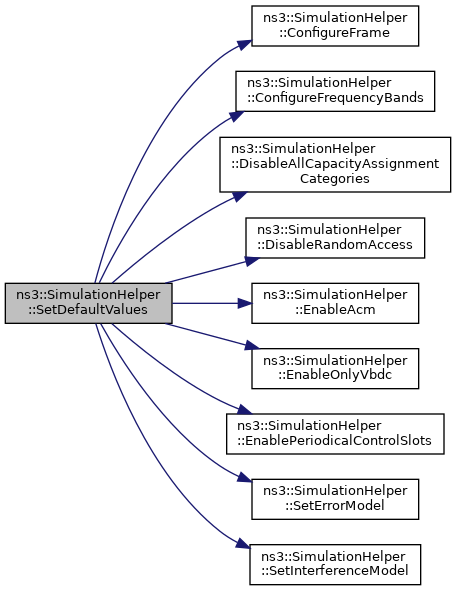 ns3::SimulationHelper
::ConfigureFrame
ns3::SimulationHelper
::ConfigureFrequencyBands
ns3::SimulationHelper
::DisableAllCapacityAssignment
Categories
ns3::SimulationHelper
::DisableRandomAccess
ns3::SimulationHelper
::SetDefaultValues
ns3::SimulationHelper
::EnableAcm
ns3::SimulationHelper
::EnableOnlyVbdc
ns3::SimulationHelper
::EnablePeriodicalControlSlots
ns3::SimulationHelper
::SetErrorModel
ns3::SimulationHelper
::SetInterferenceModel